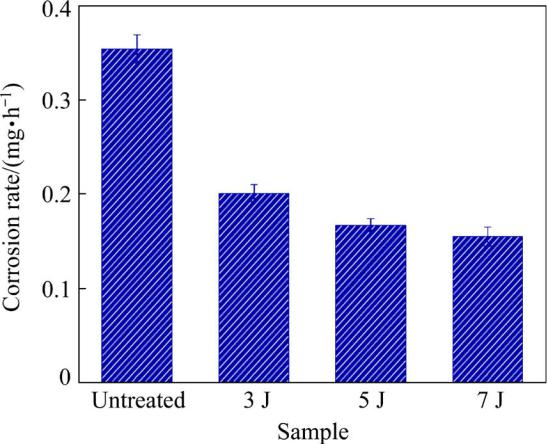 Corrosion rate/(mg•h⁻¹)
0.4
0.3
0.2
0.1
0
Untreated 3 J 5 J 7 J
Sample